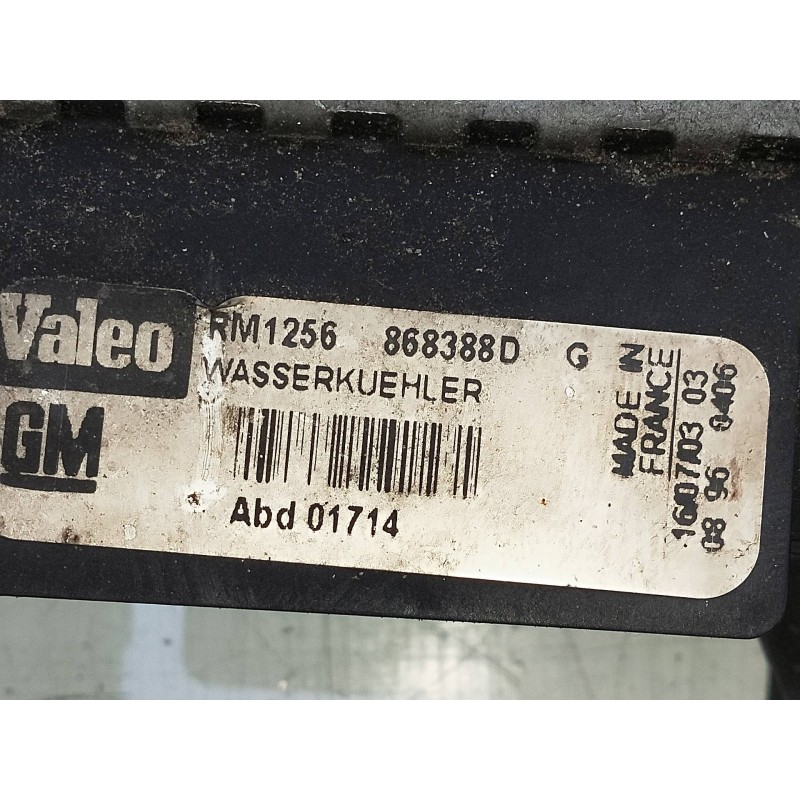 Valeo
GM
RM1256 868388D G
WASSERKUEHLER
Abd 01714
MADE IN
FRANCE
16/07/03 03
08 96 0406